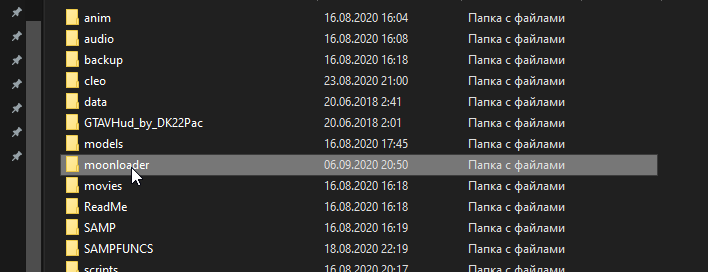 anim 16.08.2020 16:04 Папка с файлами
audio 16.08.2020 16:08 Папка с файлами
backup 16.08.2020 16:18 Папка с файлами
cleo 23.08.2020 21:00 Папка с файлами
data 20.06.2018 2:41 Папка с файлами
GTAVHud_by_DK22Pac 20.06.2018 2:01 Папка с файлами
models 16.08.2020 17:45 Папка с файлами
moonloader 06.09.2020 20:50 Папка с файлами
movies 16.08.2020 16:18 Папка с файлами
ReadMe 16.08.2020 16:18 Папка с файлами
SAMP 16.08.2020 16:19 Папка с файлами
SAMPFUNCS 18.08.2020 22:19 Папка с файлами
scripts 16.08.2020 20:17 Папка с файлами